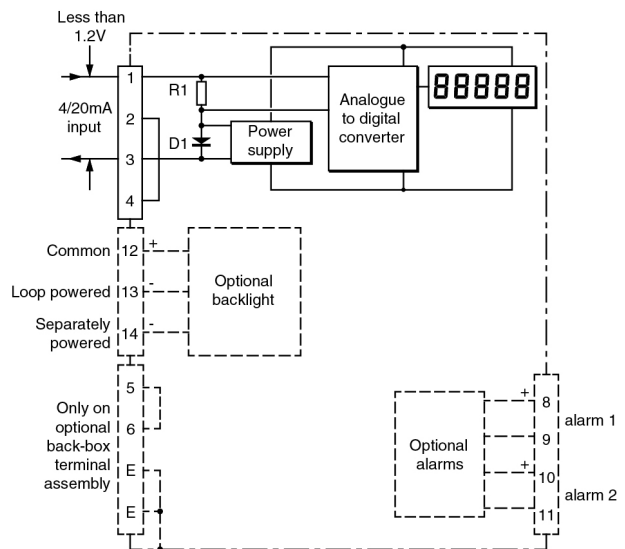 Less than
1.2V
4/20mA
input
1
2
3
4
R1
D1
Power
supply
Analogue
to digital
converter
88888
Common
Loop powered
Separately
powered
12
13
14
+
-
-
Optional
backlight
Only on
optional
back-box
terminal
assembly
5
6
E
E
Optional
alarms
+
+
8
9
10
11
alarm 1
alarm 2